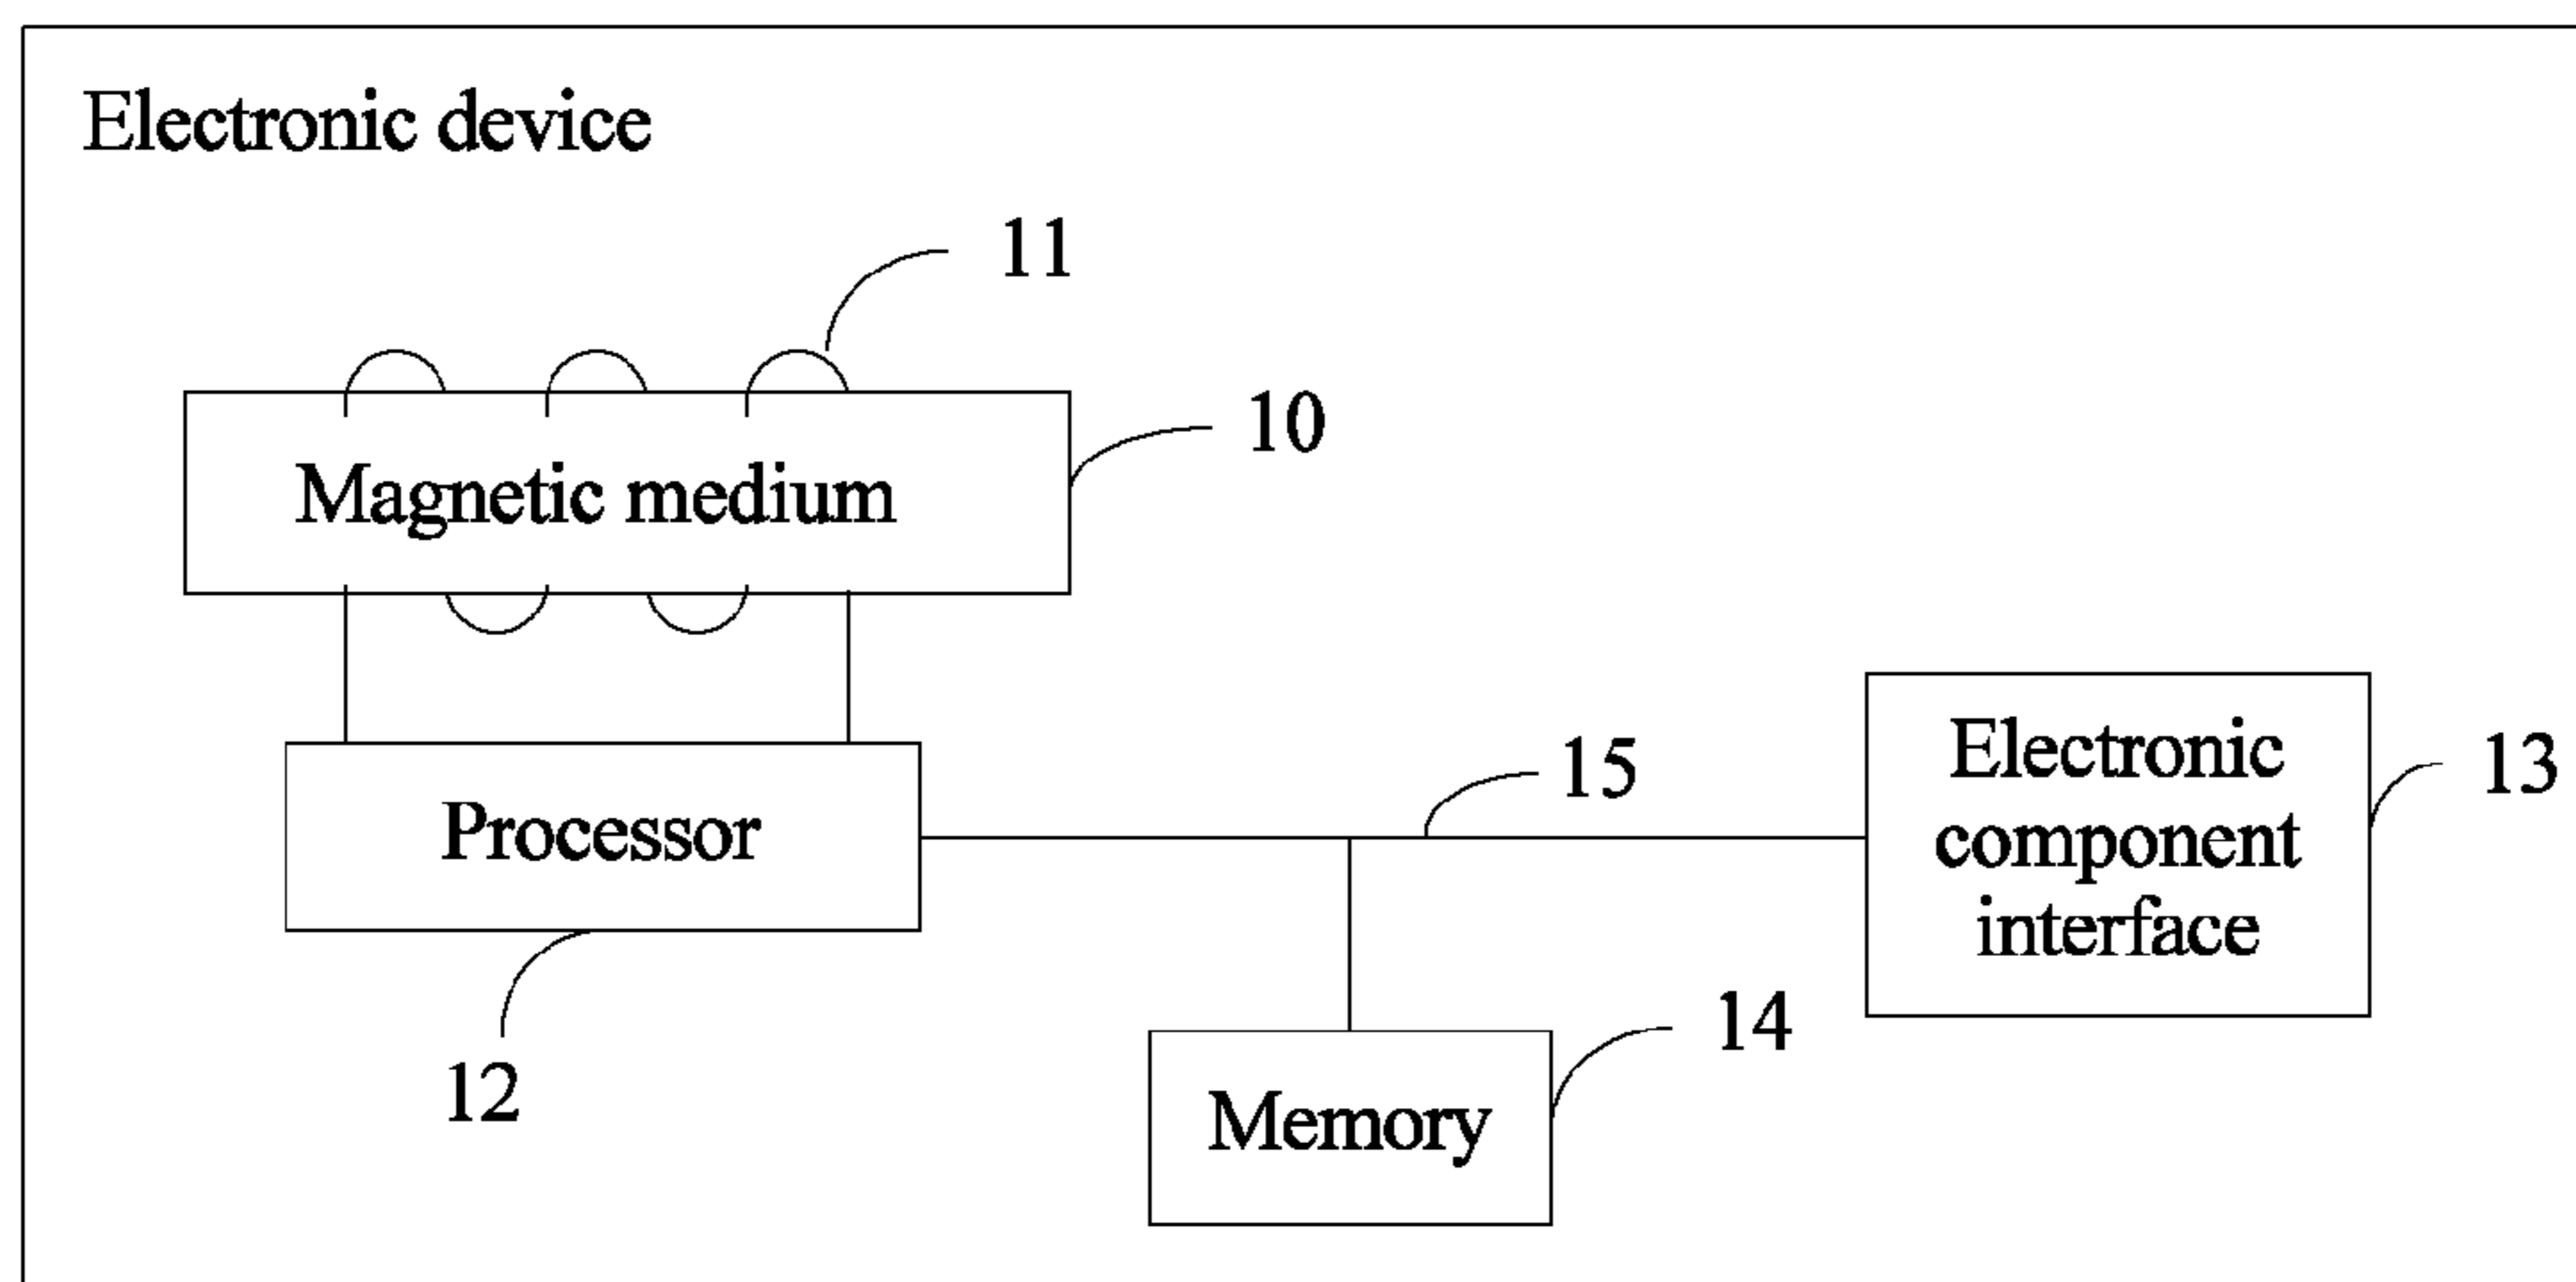 Electronic device
11
10
Magnetic medium
15
Electronic
component
interface
13
Processor
14
12
Memory